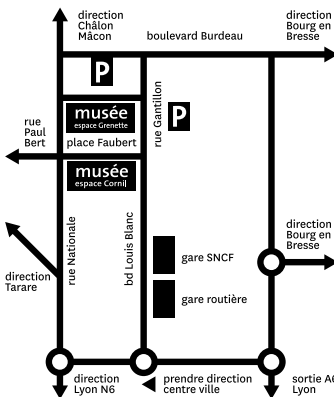 direction
Châlon
Mâcon
boulevard Burdeau
direction
Bourg en
Bresse
P
musée
espace Grenette
rue Gantillon
P
rue
Paul
Bert
place Faubert
musée
espace Cornil
rue Nationale
bd Louis Blanc
direction
Bourg en
Bresse
gare SNCF
direction
Tarare
gare routière
direction
Lyon N6
prendre direction
centre ville
sortie A6
Lyon